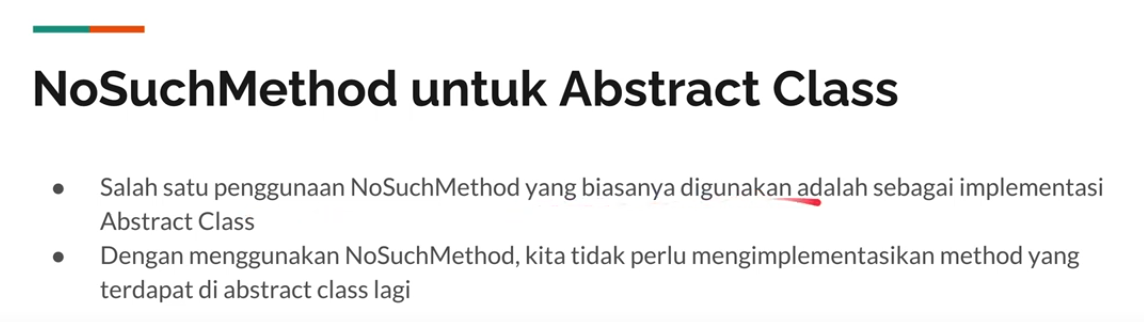 NoSuchMethod untuk Abstract Class
● Salah satu penggunaan NoSuchMethod yang biasanya digunakan adalah sebagai implementasi
Abstract Class
● Dengan menggunakan NoSuchMethod, kita tidak perlu mengimplementasikan method yang
terdapat di abstract class lagi